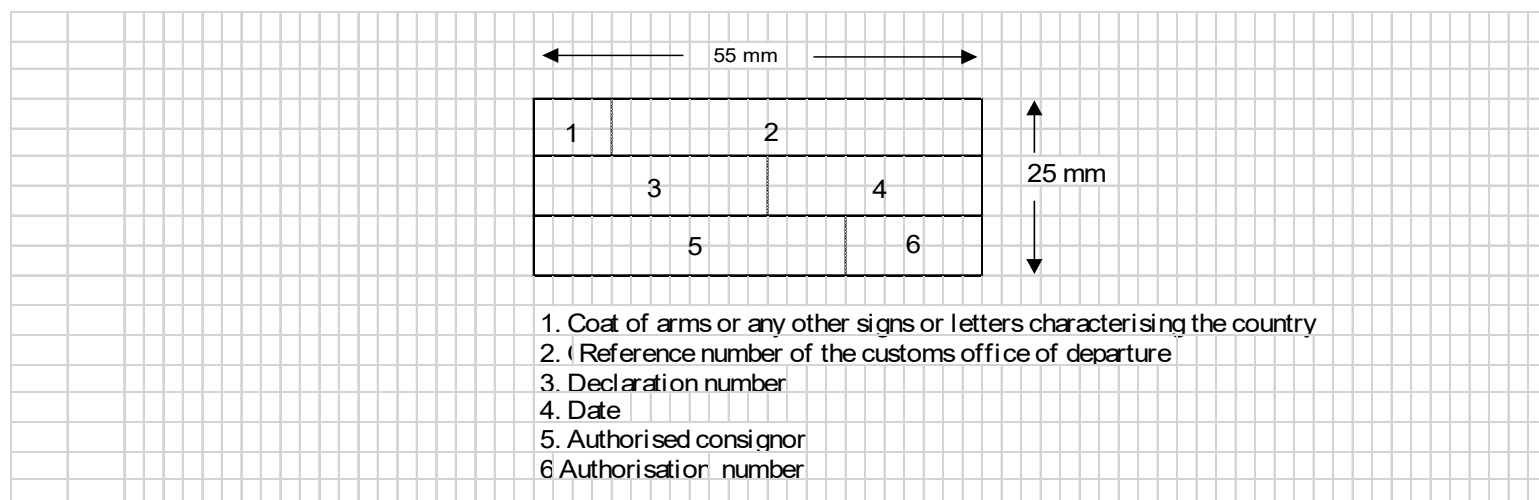 55 mm
1 2
25 mm
3 4
5 6
1. Coat of arms or any other signs or letters characterising the country
2. (Reference number of the customs office of departure
3. Declaration number
4. Date
5. Authorised consignor
6 Authorisation number